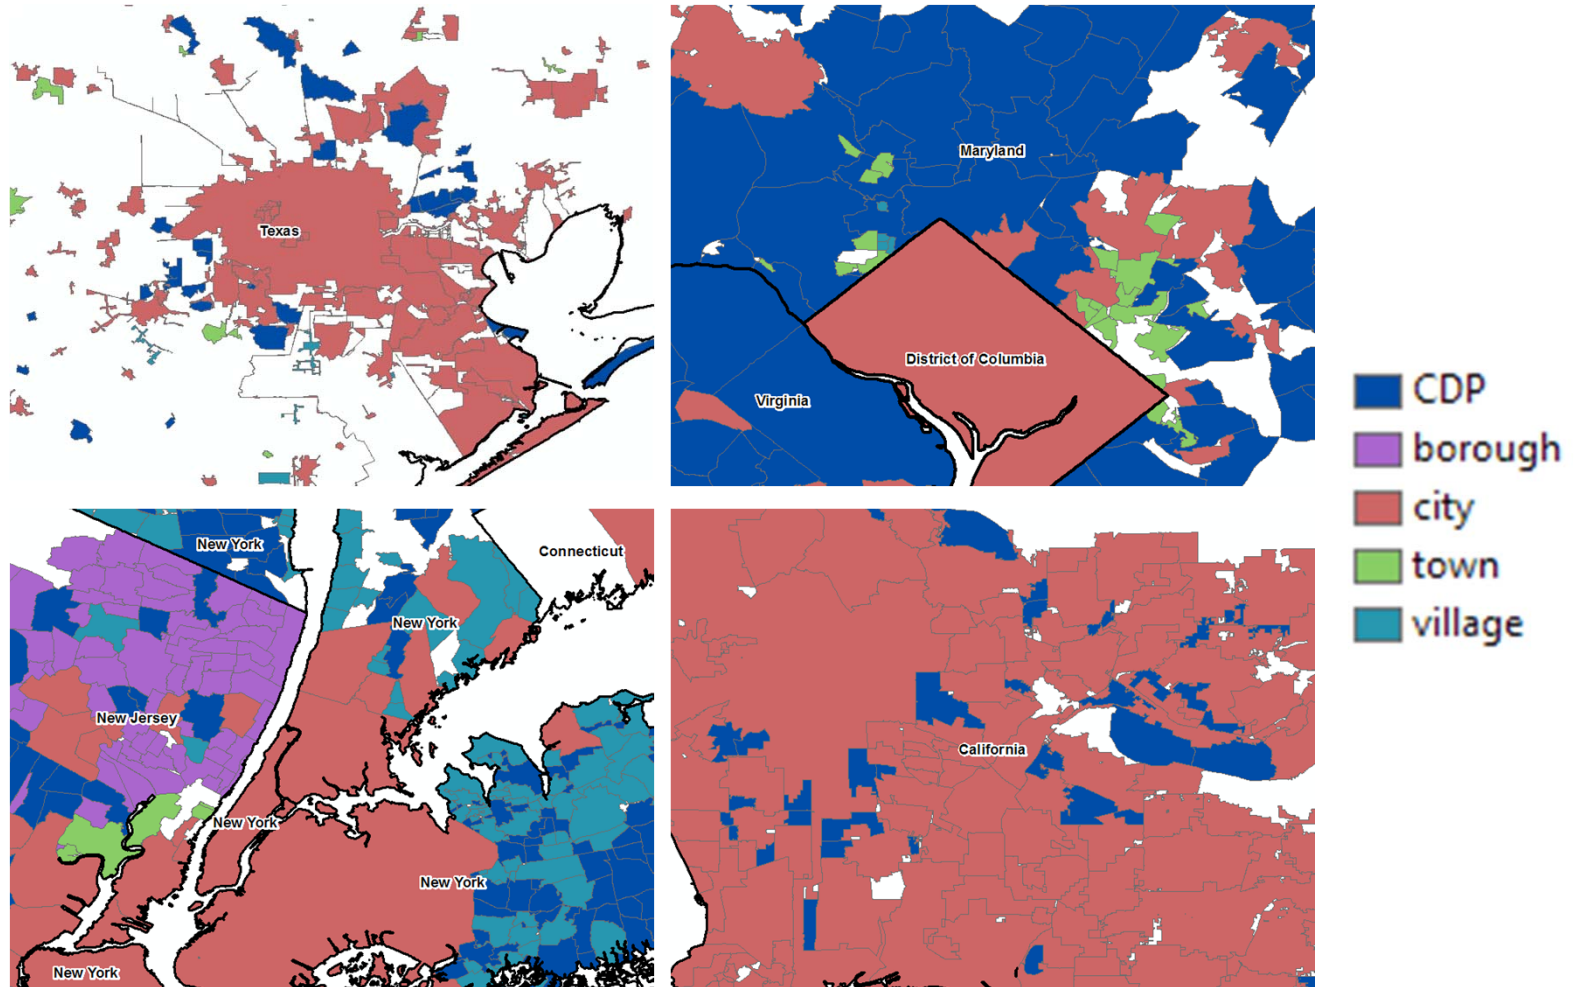 Texas
Maryland
District of Columbia
Virginia
New York
Connecticut
New York
New Jersey
New York
New York
New York
California
CDP
borough
city
town
village